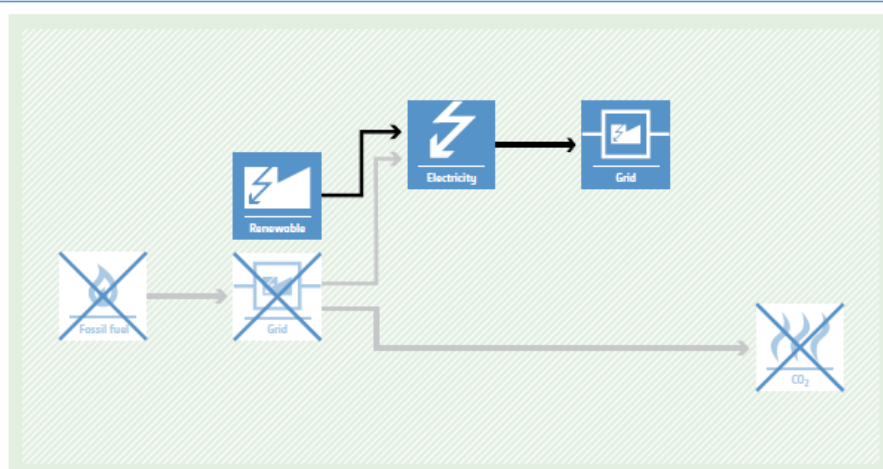 Electricity
Grid
Renewable
Fossil fuel
Grid
CO₂